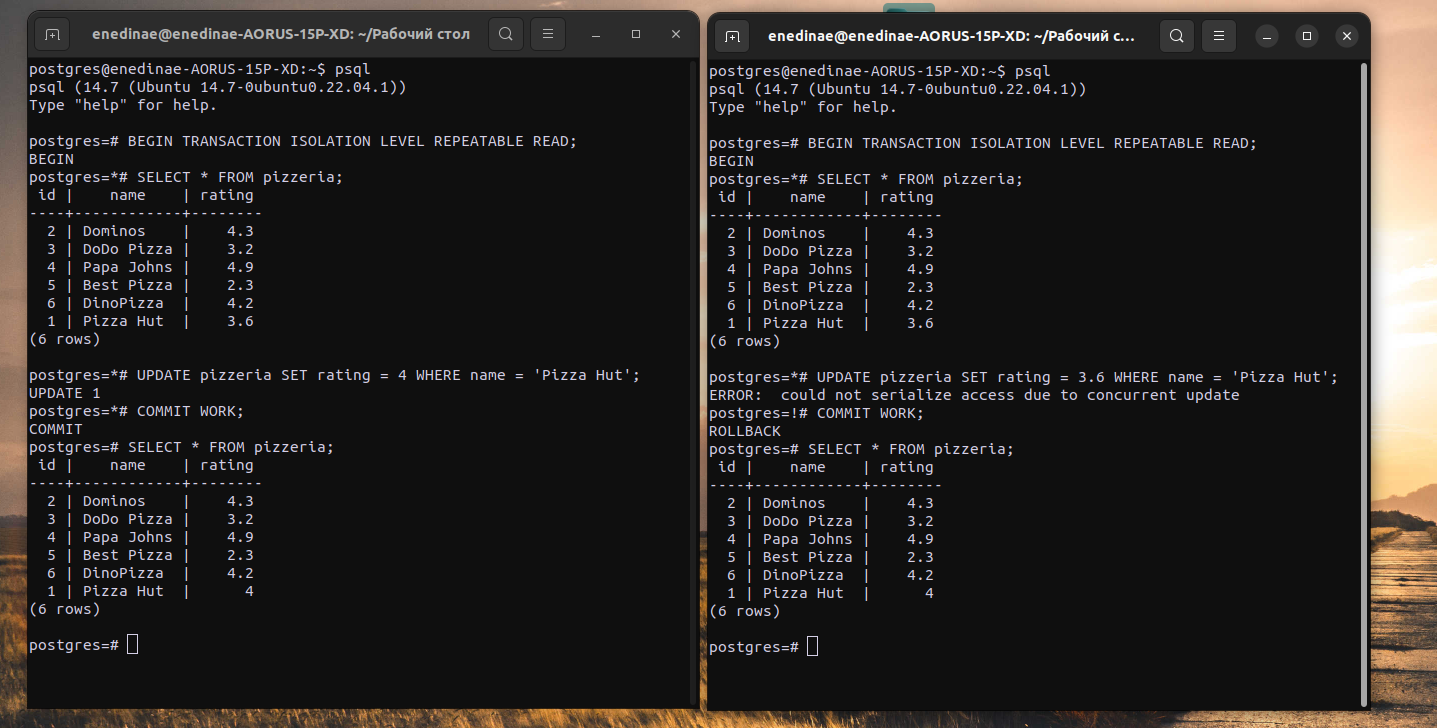 enedinae@enedinae-AORUS-15P-XD: ~/Рабочий стол
postgres@enedinae-AORUS-15P-XD:~$ psql
psql (14.7 (Ubuntu 14.7-0ubuntu0.22.04.1))
Type "help" for help.

postgres=# BEGIN TRANSACTION ISOLATION LEVEL REPEATABLE READ;
BEGIN
postgres=*# SELECT * FROM pizzeria;
 id |    name    | rating
----+------------+--------
  2 | Dominos    |    4.3
  3 | DoDo Pizza |    3.2
  4 | Papa Johns |    4.9
  5 | Best Pizza |    2.3
  6 | DinoPizza  |    4.2
  1 | Pizza Hut  |    3.6
(6 rows)

postgres=*# UPDATE pizzeria SET rating = 4 WHERE name = 'Pizza Hut';
UPDATE 1
postgres=*# COMMIT WORK;
COMMIT
postgres=# SELECT * FROM pizzeria;
 id |    name    | rating
----+------------+--------
  2 | Dominos    |    4.3
  3 | DoDo Pizza |    3.2
  4 | Papa Johns |    4.9
  5 | Best Pizza |    2.3
  6 | DinoPizza  |    4.2
  1 | Pizza Hut  |      4
(6 rows)

postgres=#
enedinae@enedinae-AORUS-15P-XD: ~/Рабочий с...
postgres@enedinae-AORUS-15P-XD:~$ psql
psql (14.7 (Ubuntu 14.7-0ubuntu0.22.04.1))
Type "help" for help.

postgres=# BEGIN TRANSACTION ISOLATION LEVEL REPEATABLE READ;
BEGIN
postgres=*# SELECT * FROM pizzeria;
 id |    name    | rating
----+------------+--------
  2 | Dominos    |    4.3
  3 | DoDo Pizza |    3.2
  4 | Papa Johns |    4.9
  5 | Best Pizza |    2.3
  6 | DinoPizza  |    4.2
  1 | Pizza Hut  |    3.6
(6 rows)

postgres=*# UPDATE pizzeria SET rating = 3.6 WHERE name = 'Pizza Hut';
ERROR:  could not serialize access due to concurrent update
postgres=!# COMMIT WORK;
ROLLBACK
postgres=# SELECT * FROM pizzeria;
 id |    name    | rating
----+------------+--------
  2 | Dominos    |    4.3
  3 | DoDo Pizza |    3.2
  4 | Papa Johns |    4.9
  5 | Best Pizza |    2.3
  6 | DinoPizza  |    4.2
  1 | Pizza Hut  |      4
(6 rows)

postgres=#